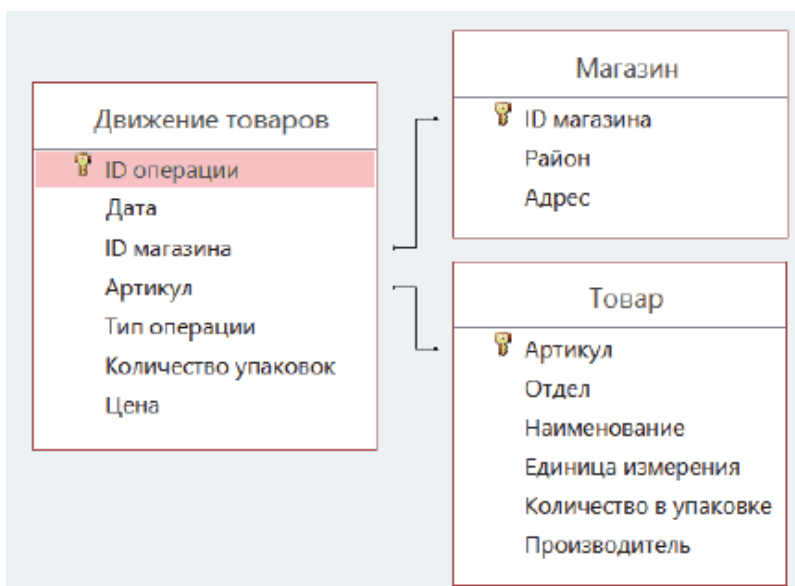 Движение товаров
ID операции
Дата
ID магазина
Артикул
Тип операции
Количество упаковок
Цена
Магазин
ID магазина
Район
Адрес
Товар
Артикул
Отдел
Наименование
Единица измерения
Количество в упаковке
Производитель